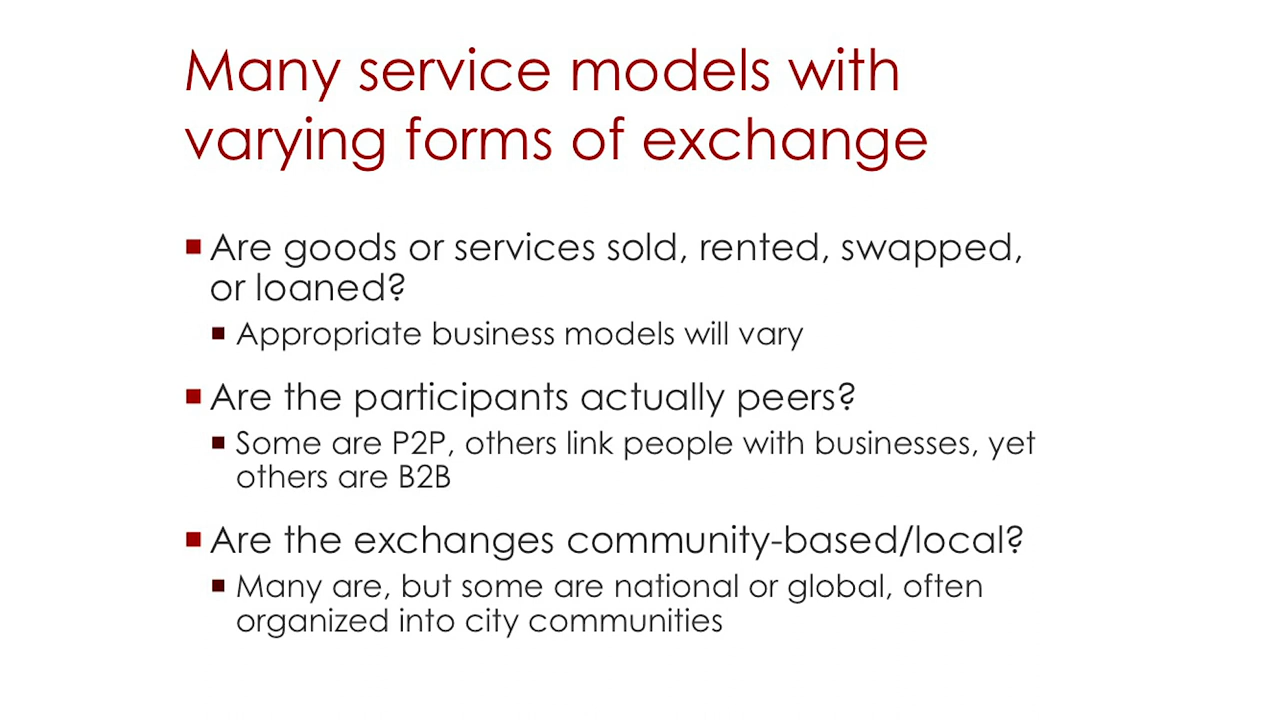 Many service models with
varying forms of exchange
Are goods or services sold, rented, swapped,
or loaned?
Appropriate business models will vary
Are the participants actually peers?
Some are P2P, others link people with businesses, yet
others are B2B
Are the exchanges community-based/local?
Many are, but some are national or global, often
organized into city communities